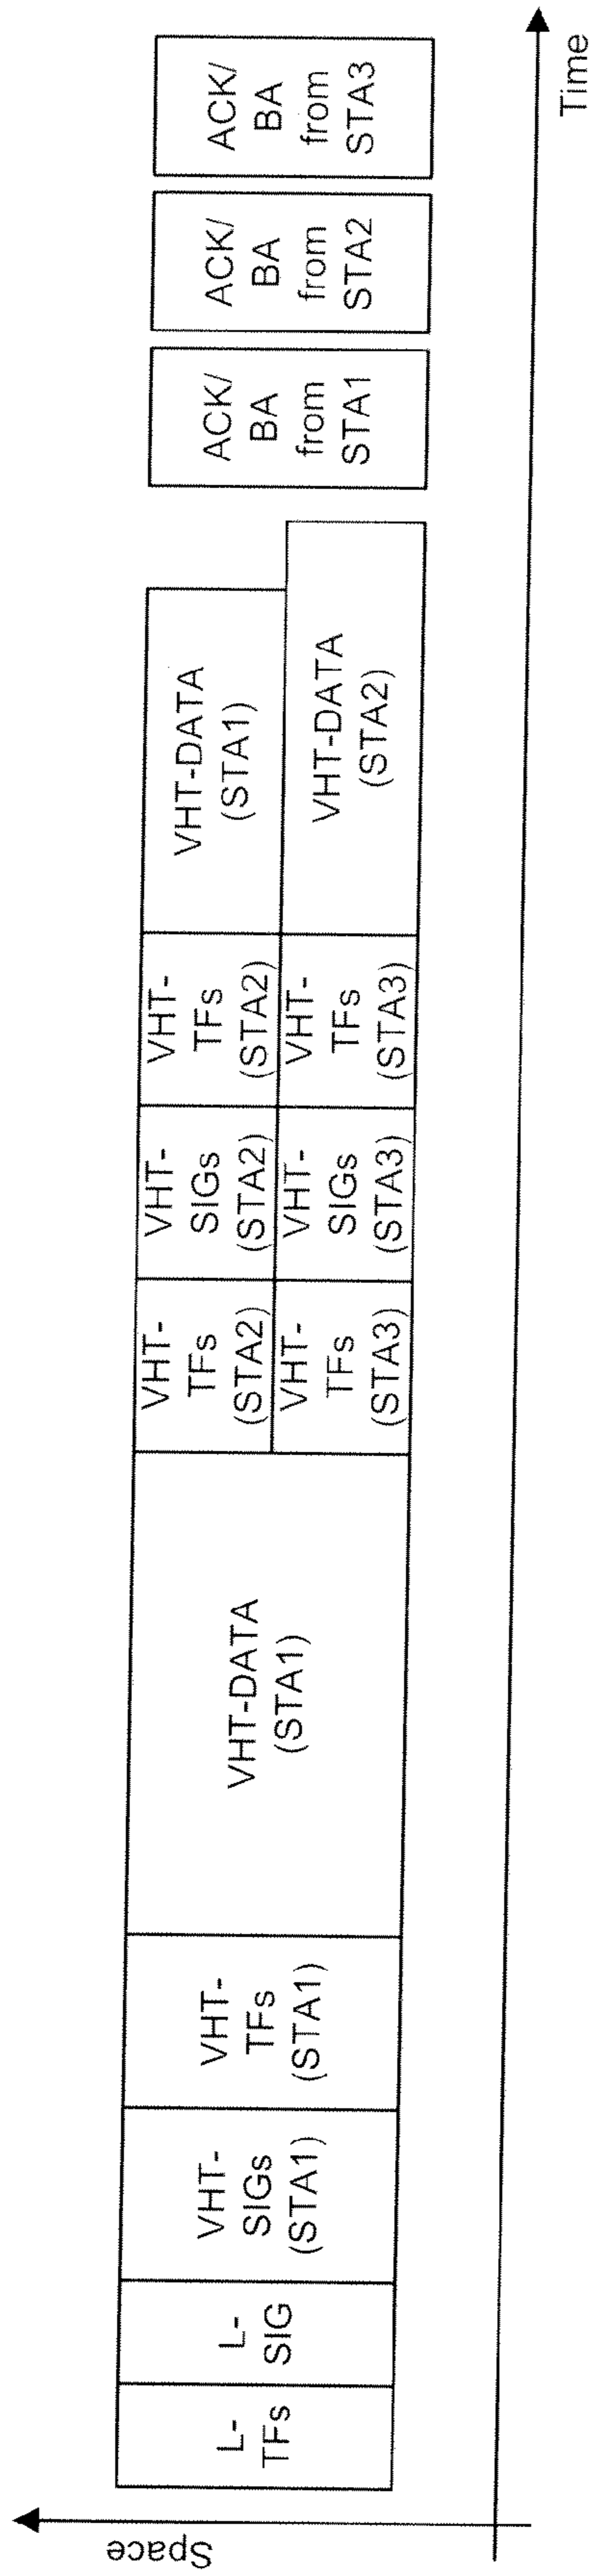 Space
L-
TFs
L-
SIG
VHT-
SIGs
(STA1)
VHT-
TFs
(STA1)
VHT-DATA
(STA1)
VHT-
TFs
(STA2)
VHT-
TFs
(STA3)
VHT-
SIGs
(STA2)
VHT-
SIGs
(STA3)
VHT-
TFs
(STA2)
VHT-
TFs
(STA3)
VHT-DATA
(STA1)
VHT-DATA
(STA2)
ACK/
BA
from
STA1
ACK/
BA
from
STA2
ACK/
BA
from
STA3
Time